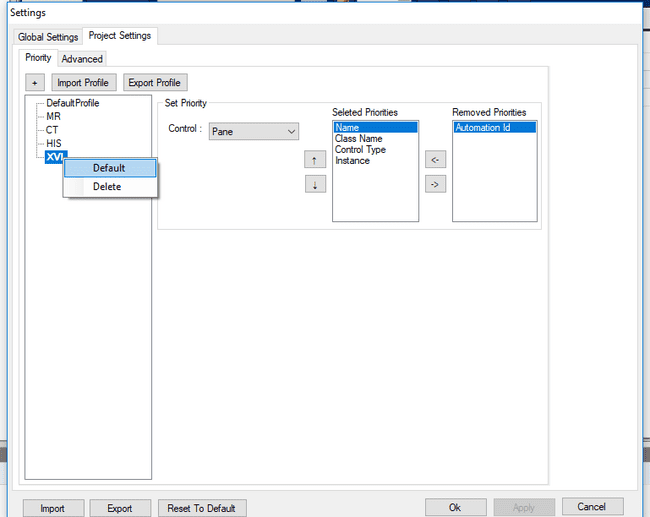 Settings
Global Settings Project Settings
Priority Advanced
+ Import Profile Export Profile
DefaultProfile
MR
CT
HIS
XVI
Default
Delete
Set Priority
Control : Pane
Seleted Priorities
Name
Class Name
Control Type
Instance
↑
↓
<-
->
Removed Priorities
Automation Id
Import Export Reset To Default Ok Apply Cancel